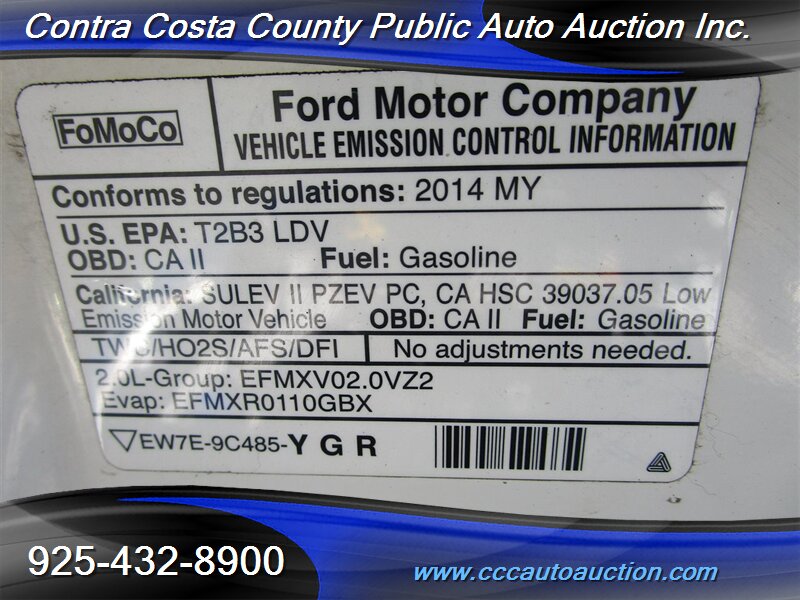 Contra Costa County Public Auto Auction Inc.
FoMoCo
Ford Motor Company
VEHICLE EMISSION CONTROL INFORMATION
Conforms to regulations: 2014 MY
U.S. EPA: T2B3 LDV
OBD: CA II Fuel: Gasoline
California: SULEV II PZEV PC, CA HSC 39037.05 Low
Emission Motor Vehicle OBD: CA II Fuel: Gasoline
TWC/HO2S/AFS/DFI No adjustments needed.
2.0L-Group: EFMXV02.0VZ2
Evap: EFMXR0110GBX
EW7E-9C485-Y G R
925-432-8900
www.cccautoauction.com